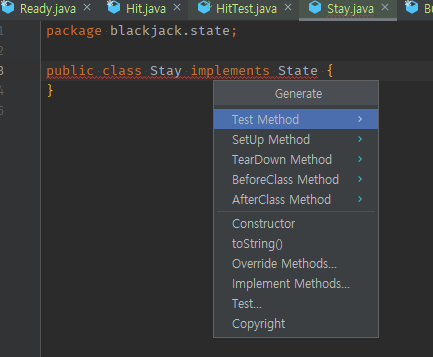 Ready.java × Hit.java × HitTest.java × Stay.java ×
1 package blackjack.state;
3 public class Stay implements State {
4 }
5
Generate
Test Method
SetUp Method
TearDown Method
BeforeClass Method
AfterClass Method
Constructor
toString()
Override Methods...
Implement Methods...
Test...
Copyright